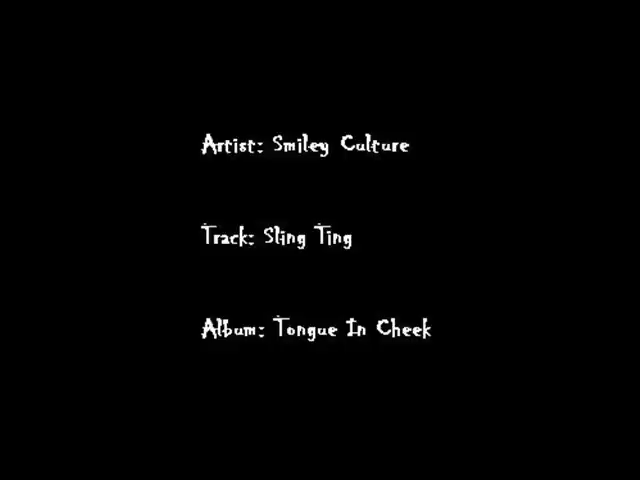 Artist: Smiley Culture
Track: Sling Ting
Album: Tongue In Cheek